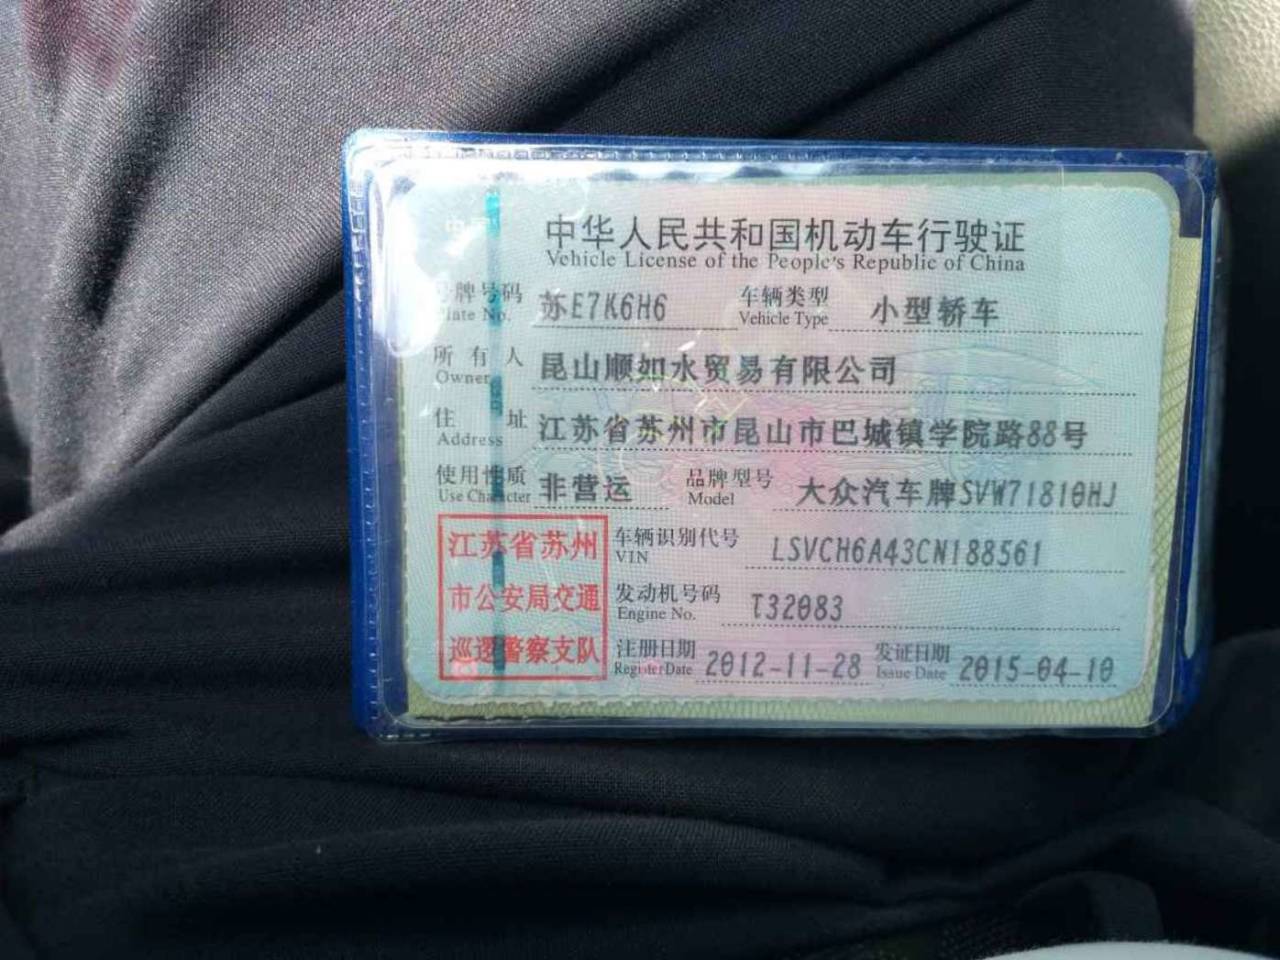 中华人民共和国机动车行驶证
Vehicle License of the People's Republic of China
号牌号码 苏E7K6H6 车辆类型 小型轿车
Plate No. Vehicle Type
所有人 昆山顺如水贸易有限公司
Owner
住址 江苏省苏州市昆山市巴城镇学院路88号
Address
使用性质 非营运 品牌型号 大众汽车牌SVW71810HJ
Use Character Model
江苏省苏州
市公安局交通
巡逻警察支队
车辆识别代号 LSVCH6A43CN188561
VIN
发动机号码 T32083
Engine No.
注册日期 2012-11-28 发证日期 2015-04-10
Register Date Issue Date